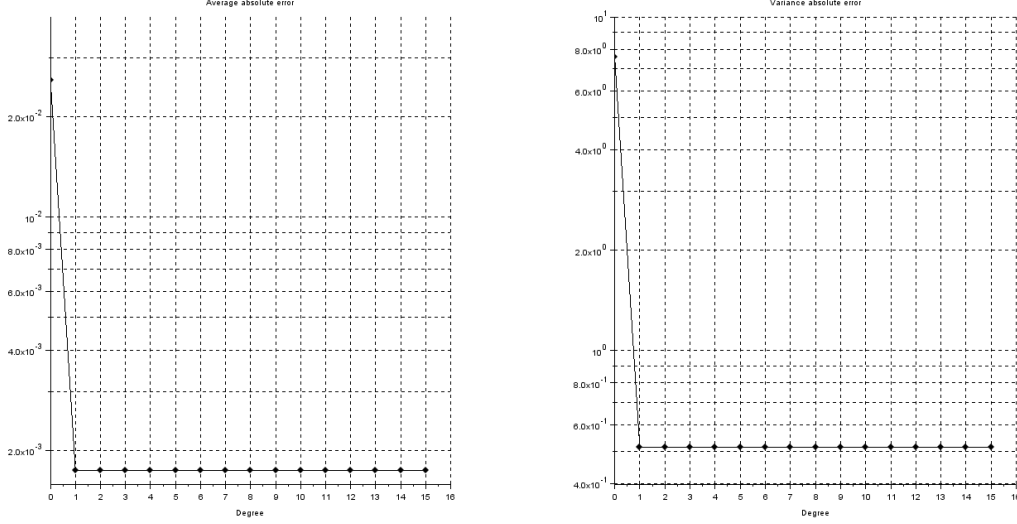 Average absolute error
2.0x10^-2
10^-2
8.0x10^-3
6.0x10^-3
4.0x10^-3
2.0x10^-3
0 1 2 3 4 5 6 7 8 9 10 11 12 13 14 15 16
Degree
Variance absolute error
10^1
8.0x10^0
6.0x10^0
4.0x10^0
2.0x10^0
10^0
8.0x10^-1
6.0x10^-1
4.0x10^-1
0 1 2 3 4 5 6 7 8 9 10 11 12 13 14 15 16
Degree